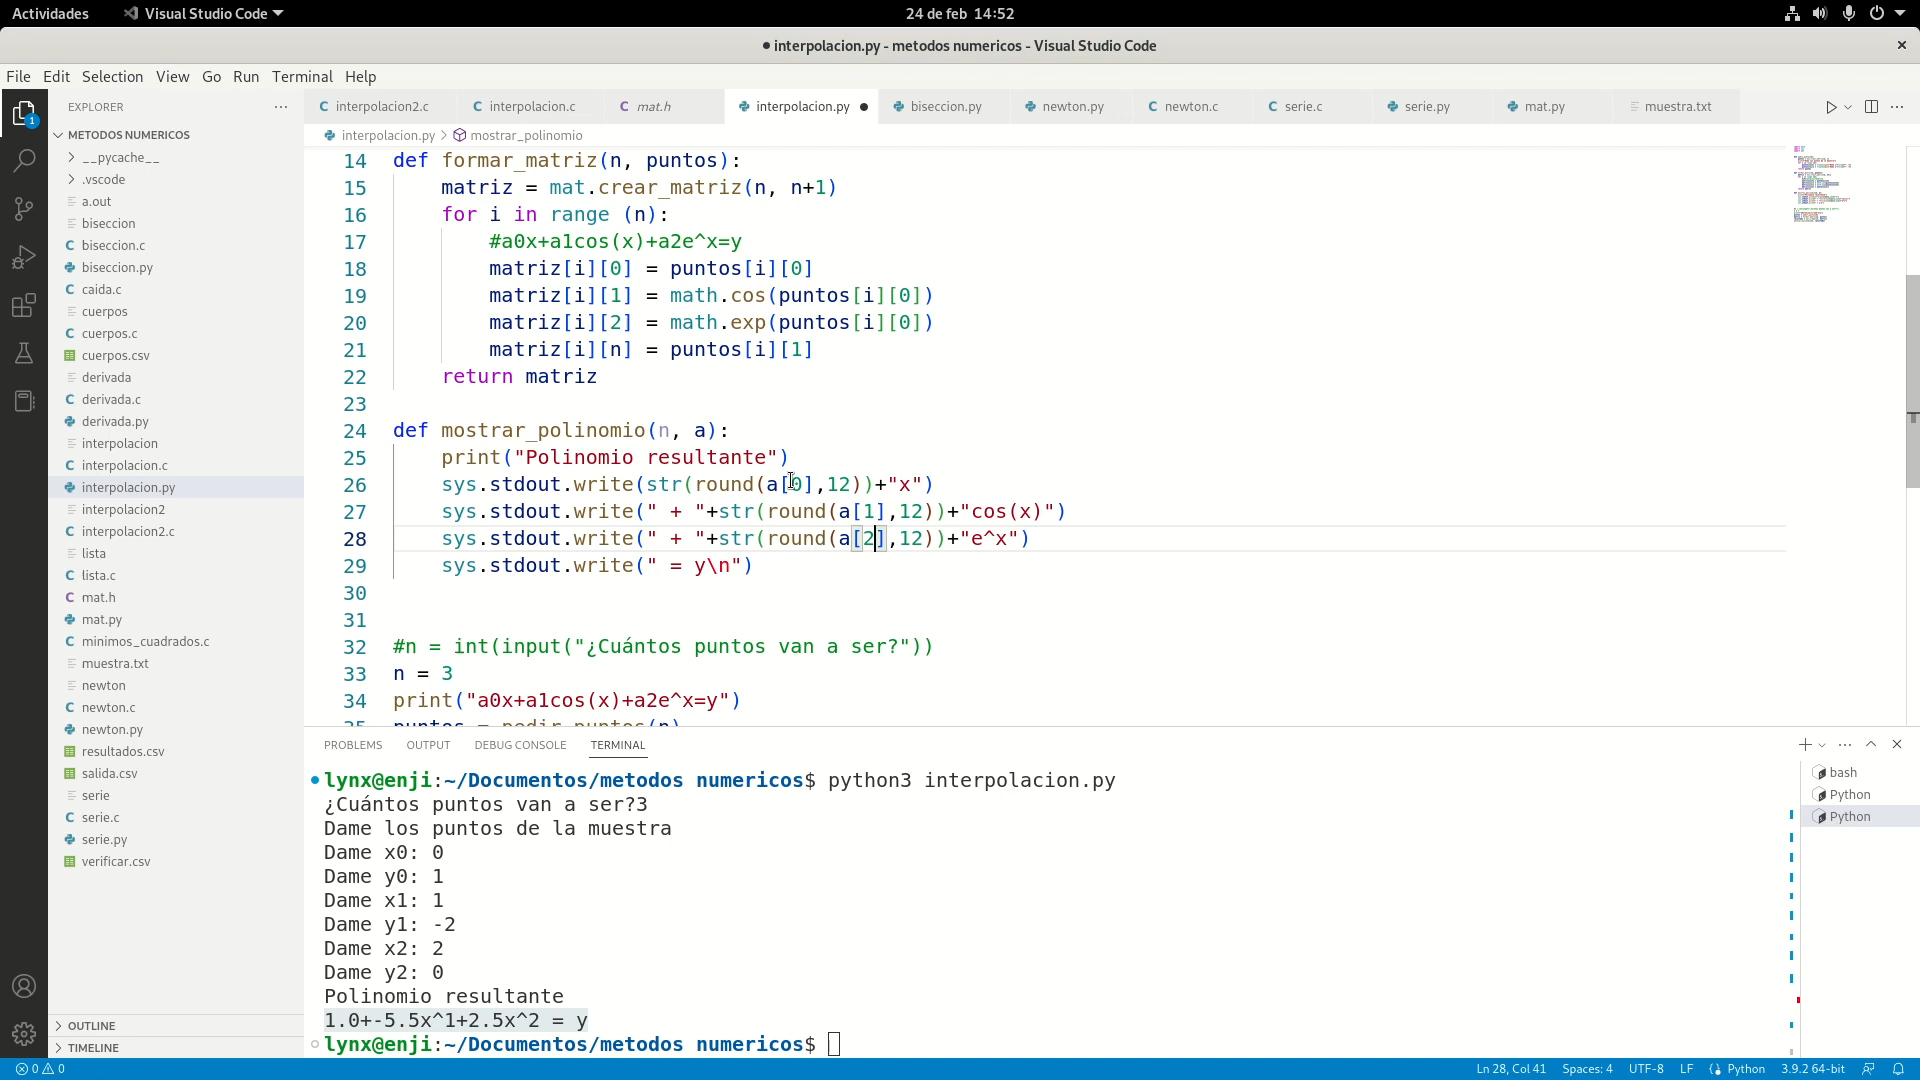 Actividades
Visual Studio Code
24 de feb 14:52
● interpolacion.py - metodos numericos - Visual Studio Code
File Edit Selection View Go Run Terminal Help
EXPLORER
METODOS NUMERICOS
__pycache__
.vscode
a.out
biseccion
biseccion.c
biseccion.py
caida.c
cuerpos
cuerpos.c
cuerpos.csv
derivada
derivada.c
derivada.py
interpolacion
interpolacion.c
interpolacion.py
interpolacion2
interpolacion2.c
lista
lista.c
mat.h
mat.py
minimos_cuadrados.c
muestra.txt
newton
newton.c
newton.py
resultados.csv
salida.csv
serie
serie.c
serie.py
verificar.csv
OUTLINE
TIMELINE
interpolacion2.c interpolacion.c mat.h interpolacion.py biseccion.py newton.py newton.c serie.c serie.py mat.py muestra.txt
interpolacion.py > mostrar_polinomio
14 def formar_matriz(n, puntos):
15 matriz = mat.crear_matriz(n, n+1)
16 for i in range (n):
17 #a0x+a1cos(x)+a2e^x=y
18 matriz[i][0] = puntos[i][0]
19 matriz[i][1] = math.cos(puntos[i][0])
20 matriz[i][2] = math.exp(puntos[i][0])
21 matriz[i][n] = puntos[i][1]
22 return matriz
23
24 def mostrar_polinomio(n, a):
25 print("Polinomio resultante")
26 sys.stdout.write(str(round(a[0],12))+"x")
27 sys.stdout.write(" + "+str(round(a[1],12))+"cos(x)")
28 sys.stdout.write(" + "+str(round(a[2],12))+"e^x")
29 sys.stdout.write(" = y\n")
30
31
32 #n = int(input("¿Cuántos puntos van a ser?"))
33 n = 3
34 print("a0x+a1cos(x)+a2e^x=y")
35 puntos = pedir_puntos(n)
PROBLEMS OUTPUT DEBUG CONSOLE TERMINAL
lynx@enji:~/Documentos/metodos numericos$ python3 interpolacion.py
¿Cuántos puntos van a ser?3
Dame los puntos de la muestra
Dame x0: 0
Dame y0: 1
Dame x1: 1
Dame y1: -2
Dame x2: 2
Dame y2: 0
Polinomio resultante
1.0+-5.5x^1+2.5x^2 = y
lynx@enji:~/Documentos/metodos numericos$
bash
Python
Python
0 0
Ln 28, Col 41 Spaces: 4 UTF-8 LF Python 3.9.2 64-bit